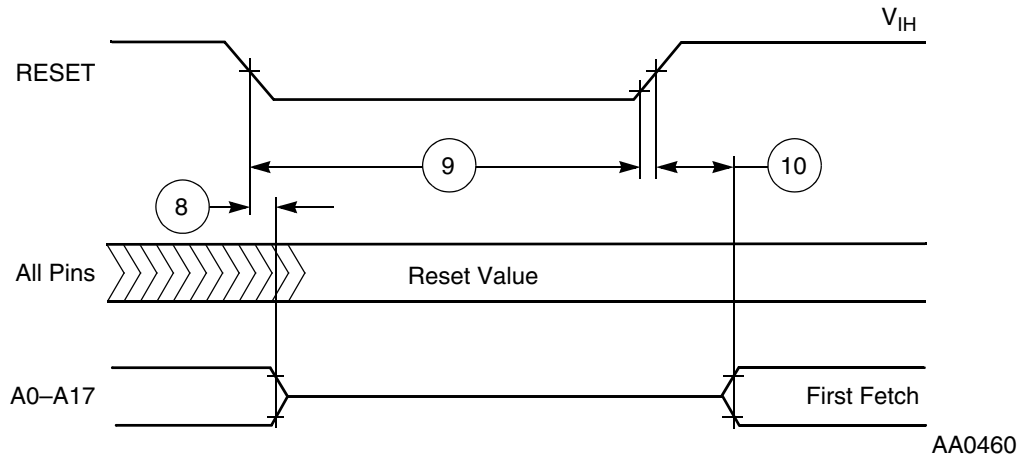 V_IH
RESET
9
10
8
All Pins
Reset Value
A0–A17
First Fetch
AA0460